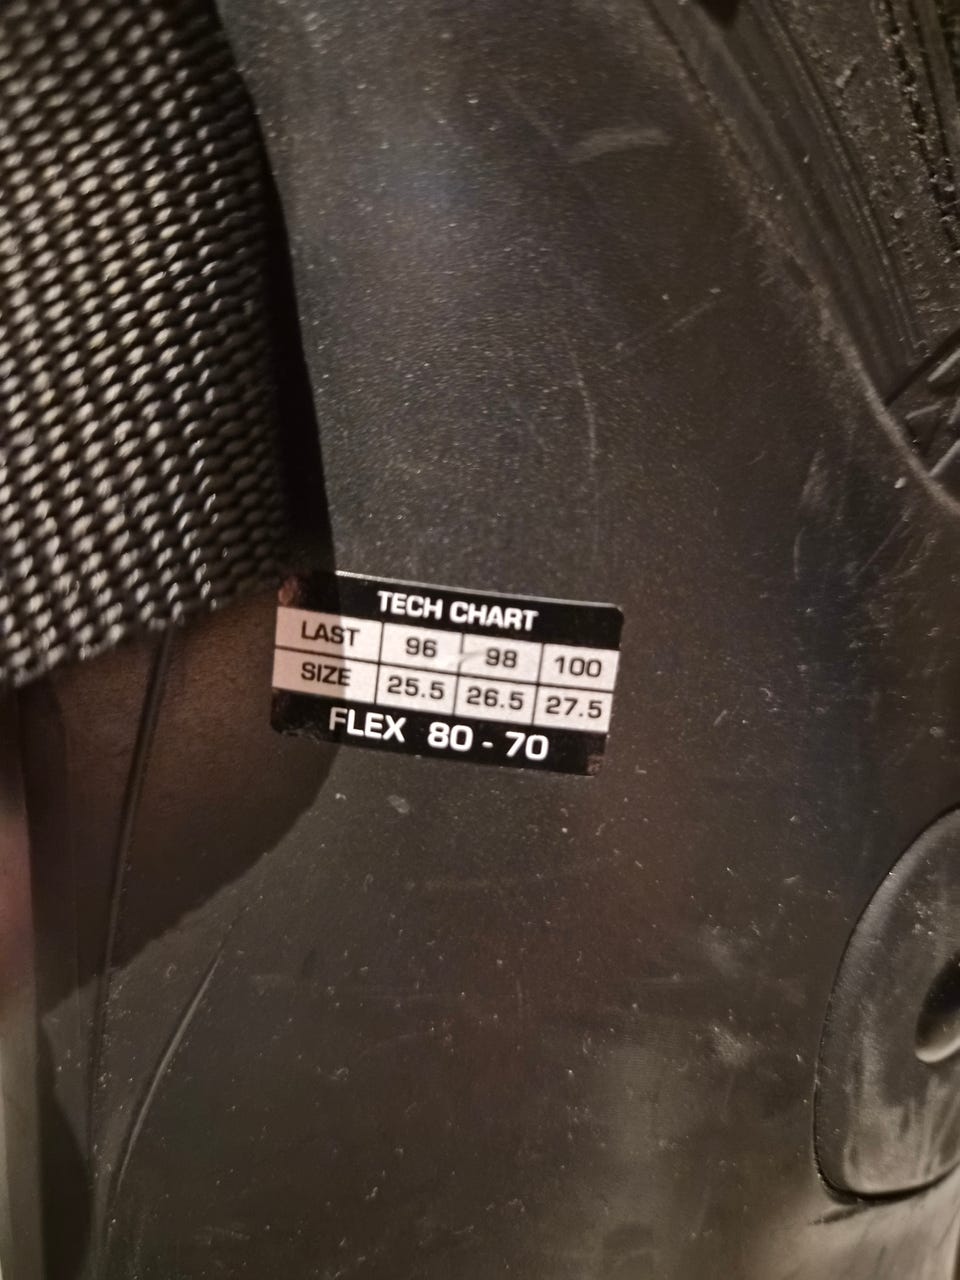 TECH CHART
LAST 96 98 100
SIZE 25.5 26.5 27.5
FLEX 80 - 70